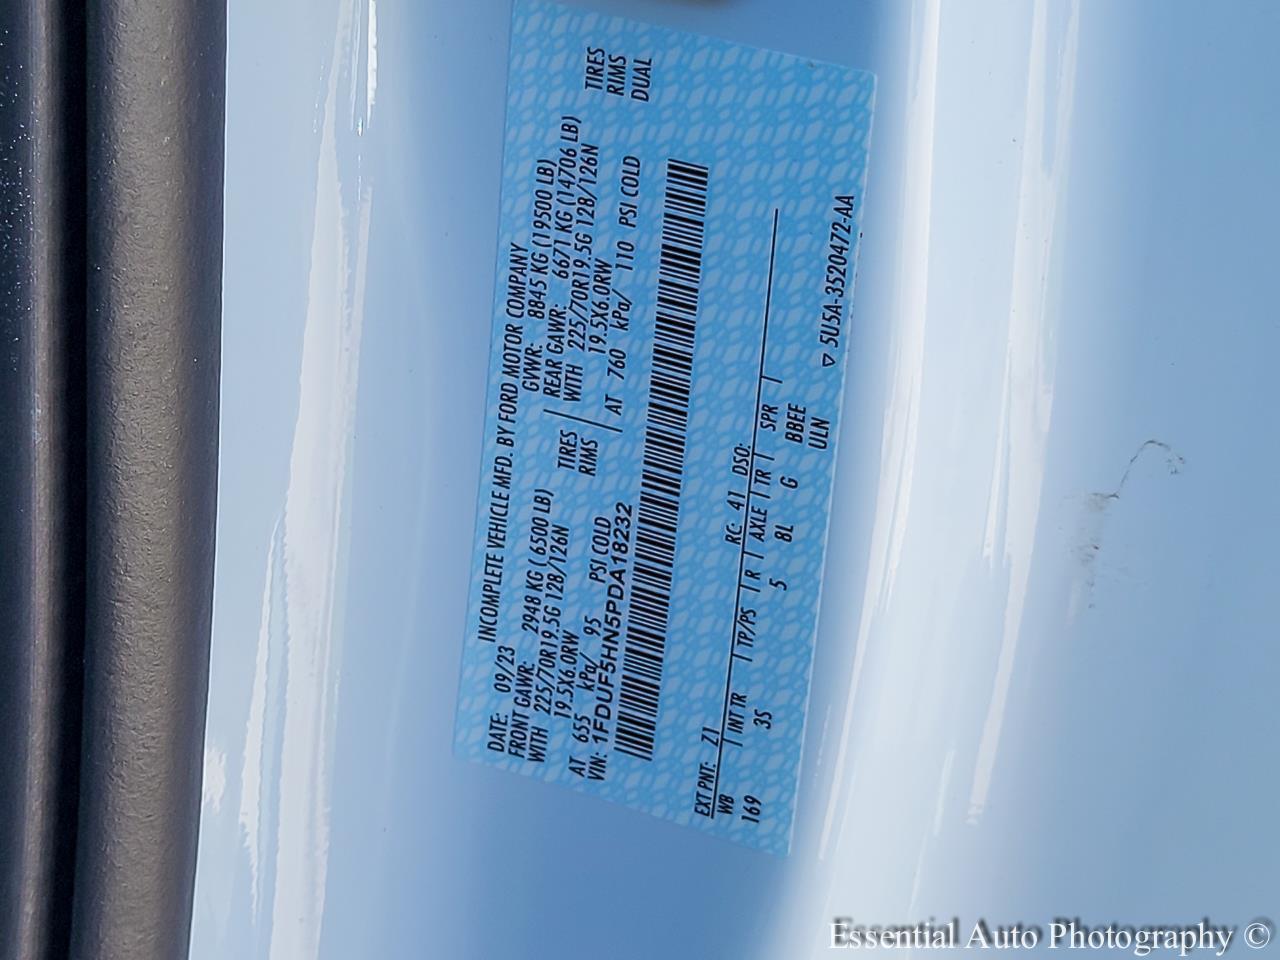 DATE: 09/23 INCOMPLETE VEHICLE MFD. BY FORD MOTOR COMPANY
FRONT GAWR: 2948 KG ( 6500 LB) GVWR: 8845 KG (19500 LB)
WITH 225/70R19.5G 128/126N TIRES REAR GAWR: 6671 KG (14706 LB)
19.5X6.0RW RIMS WITH 225/70R19.5G 128/126N TIRES
AT 655 kPa/ 95 PSI COLD 19.5X6.0RW RIMS
AT 760 kPa/ 110 PSI COLD DUAL
VIN: 1FDUF5HN5PDA18232
EXT PNT: Z1 RC: 41 DSO:
WB INT TR TP/PS R AXLE TR SPR
169 3S 5 8L G BBEE
ULN
▽ 5U5A-3520472-AA
Essential Auto Photography ©